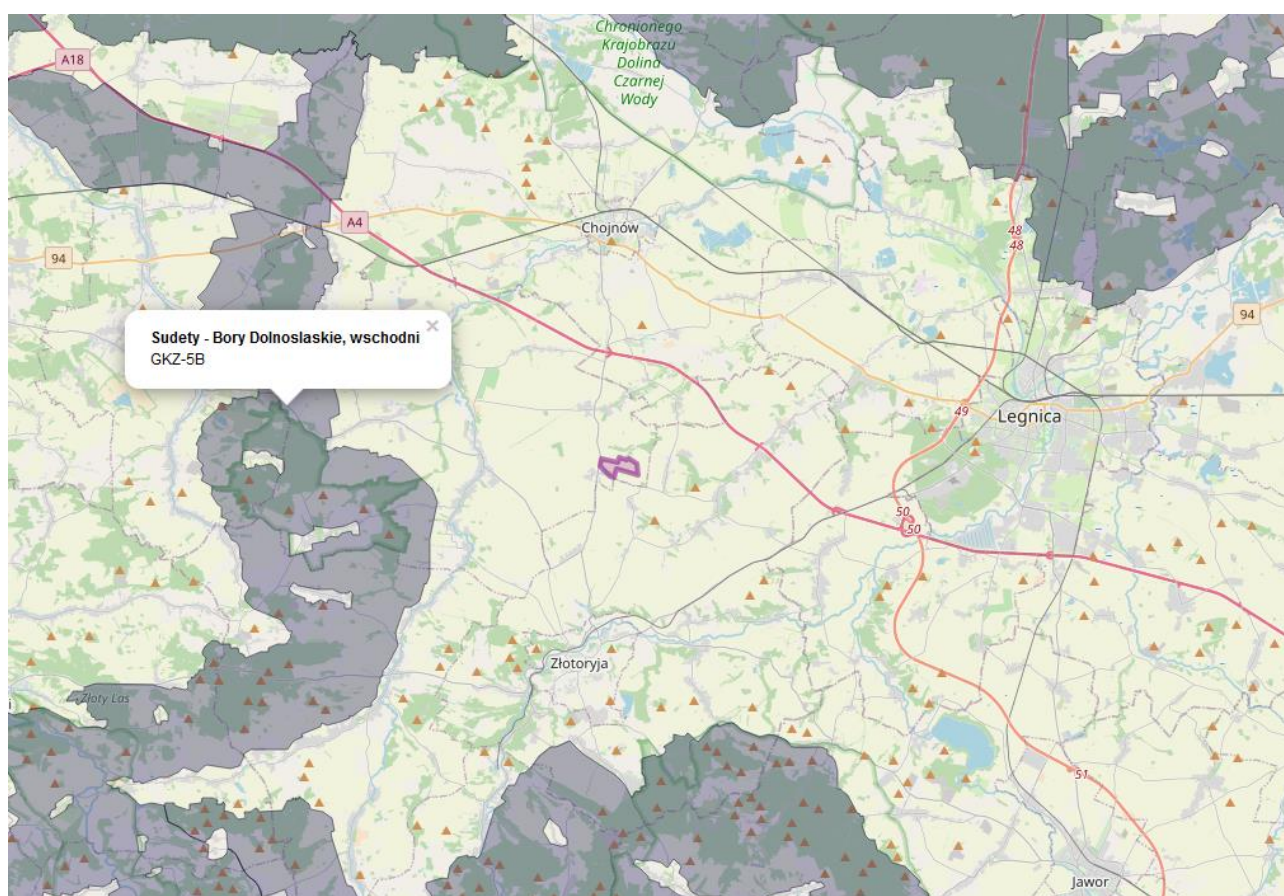 Chronionego
Krajobrazu
Dolina
Czarnej
Wody
A18
A4
Chojnów
48
48
94
94
Sudety - Bory Dolnoslaskie, wschodni
×
GKZ-5B
49
Legnica
50
50
Złotoryja
Złoty Las
51
Jawor